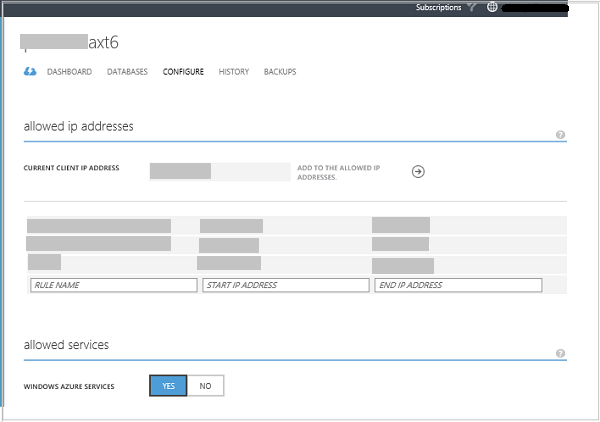 Subscriptions
axt6
DASHBOARD DATABASES CONFIGURE HISTORY BACKUPS
allowed ip addresses
?
CURRENT CLIENT IP ADDRESS
ADD TO THE ALLOWED IP
ADDRESSES.
RULE NAME START IP ADDRESS END IP ADDRESS
allowed services
?
WINDOWS AZURE SERVICES YES NO